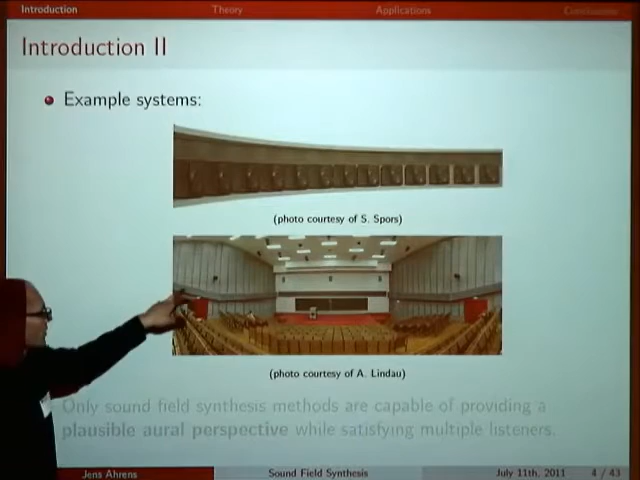 Introduction Theory Applications Conclusions
Introduction II
Example systems:
(photo courtesy of S. Spors)
(photo courtesy of A. Lindau)
Only sound field synthesis methods are capable of providing a
plausible aural perspective while satisfying multiple listeners.
Jens Ahrens Sound Field Synthesis July 11th, 2011 4 / 43